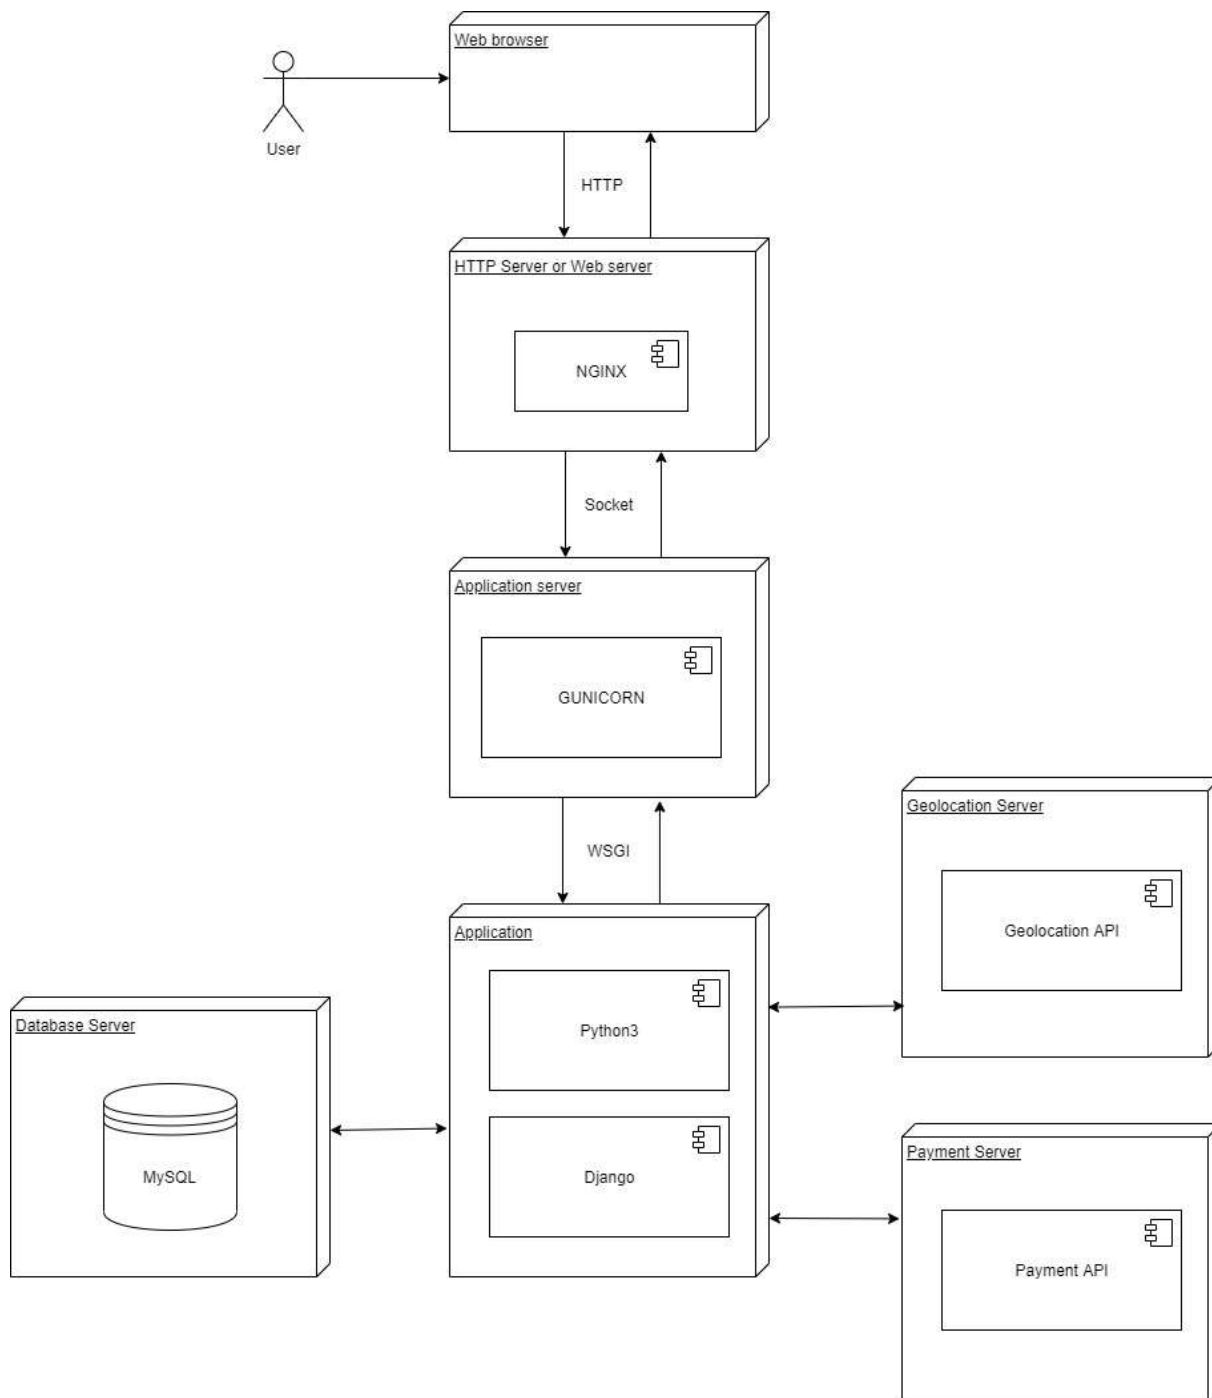 Web browser
User
HTTP
HTTP Server or Web server
NGINX
Socket
Application server
GUNICORN
WSGI
Geolocation Server
Geolocation API
Application
Python3
Django
Database Server
MySQL
Payment Server
Payment API